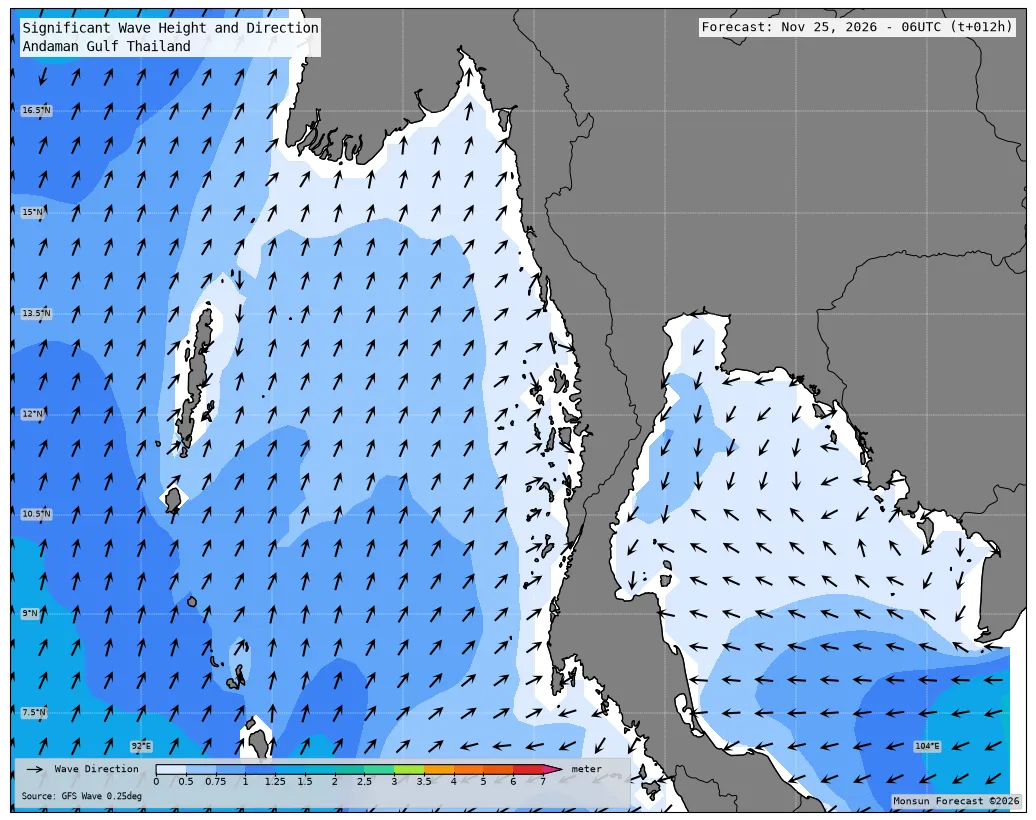 Significant Wave Height and Direction
Andaman Gulf Thailand
Forecast: Nov 25, 2026 - 06UTC (t+012h)
16.5°N
15°N
13.5°N
12°N
10.5°N
9°N
7.5°N
92°E
104°E
Wave Direction
meter
0 0.5 0.75 1 1.25 1.5 2 2.5 3 3.5 4 5 6 7
Source: GFS Wave 0.25deg
Monsun Forecast ©2026